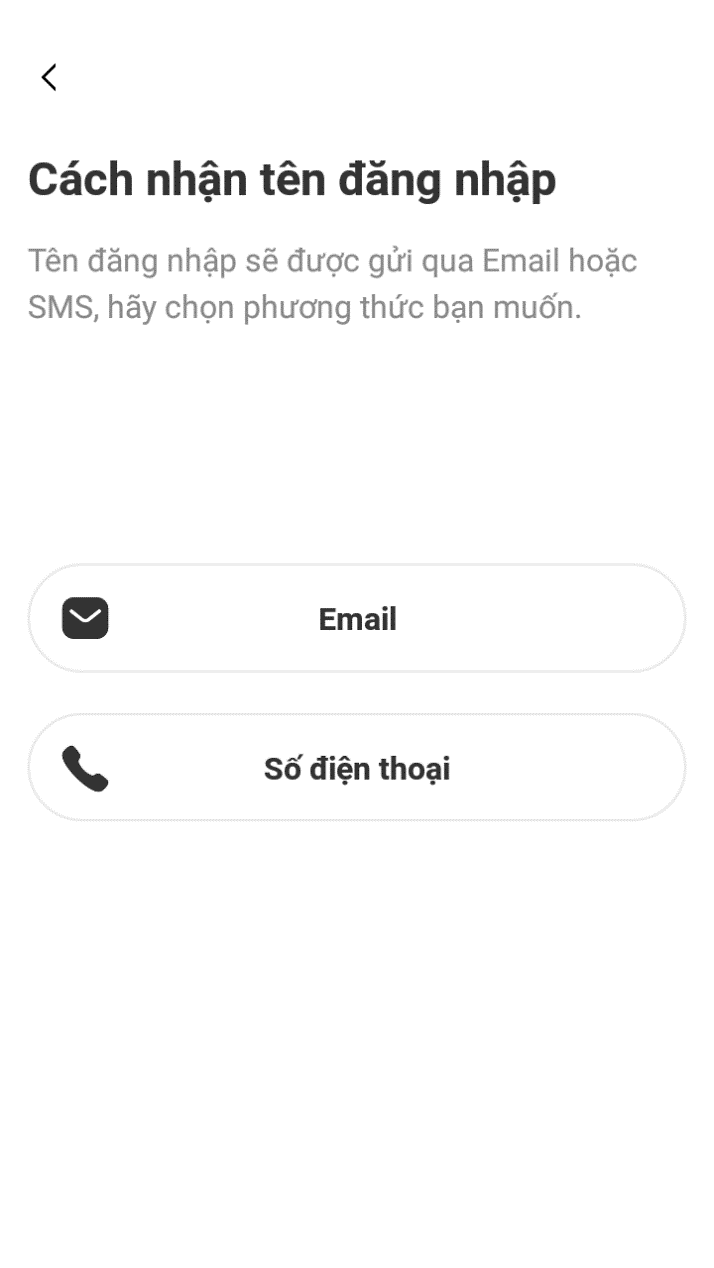 Cách nhận tên đăng nhập
Tên đăng nhập sẽ được gửi qua Email hoặc
SMS, hãy chọn phương thức bạn muốn.
Email
Số điện thoại